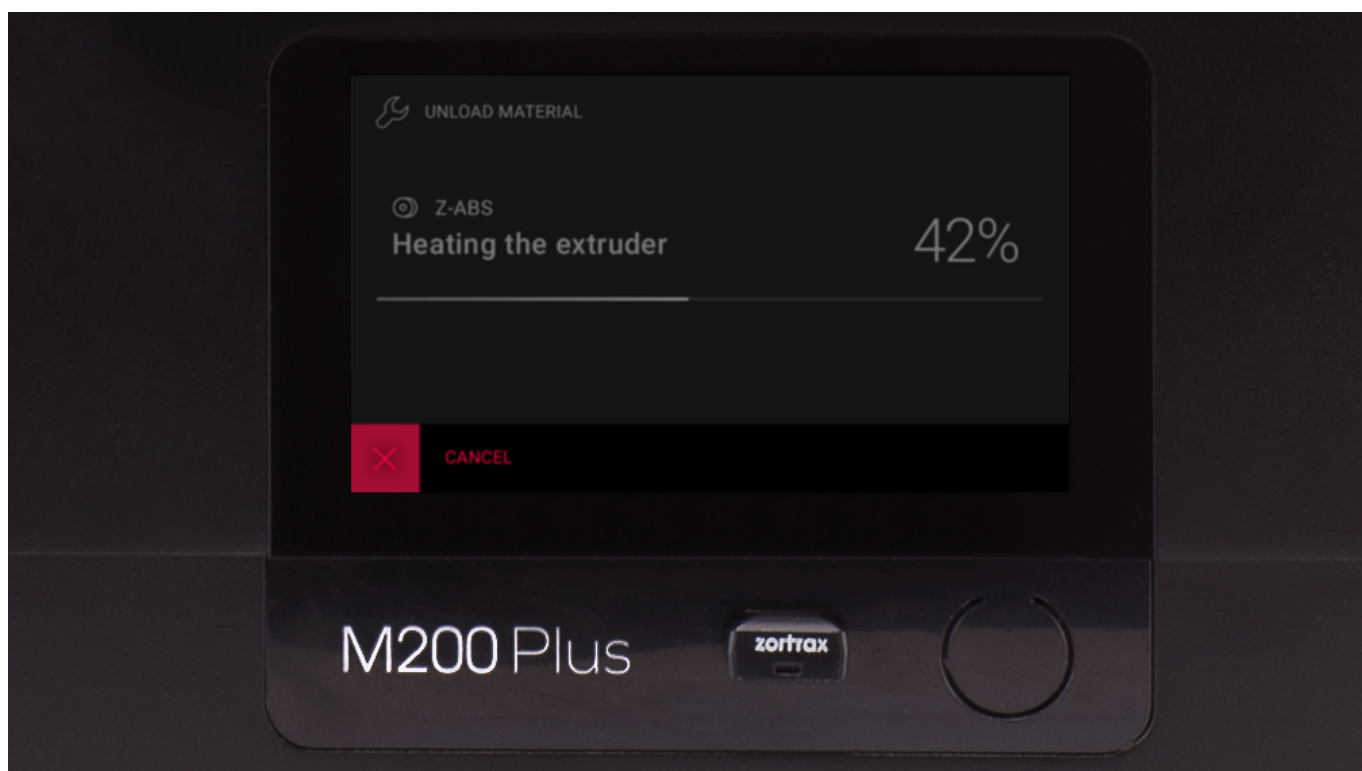 UNLOAD MATERIAL
Z-ABS
Heating the extruder
42%
CANCEL
M200 Plus
zortrax